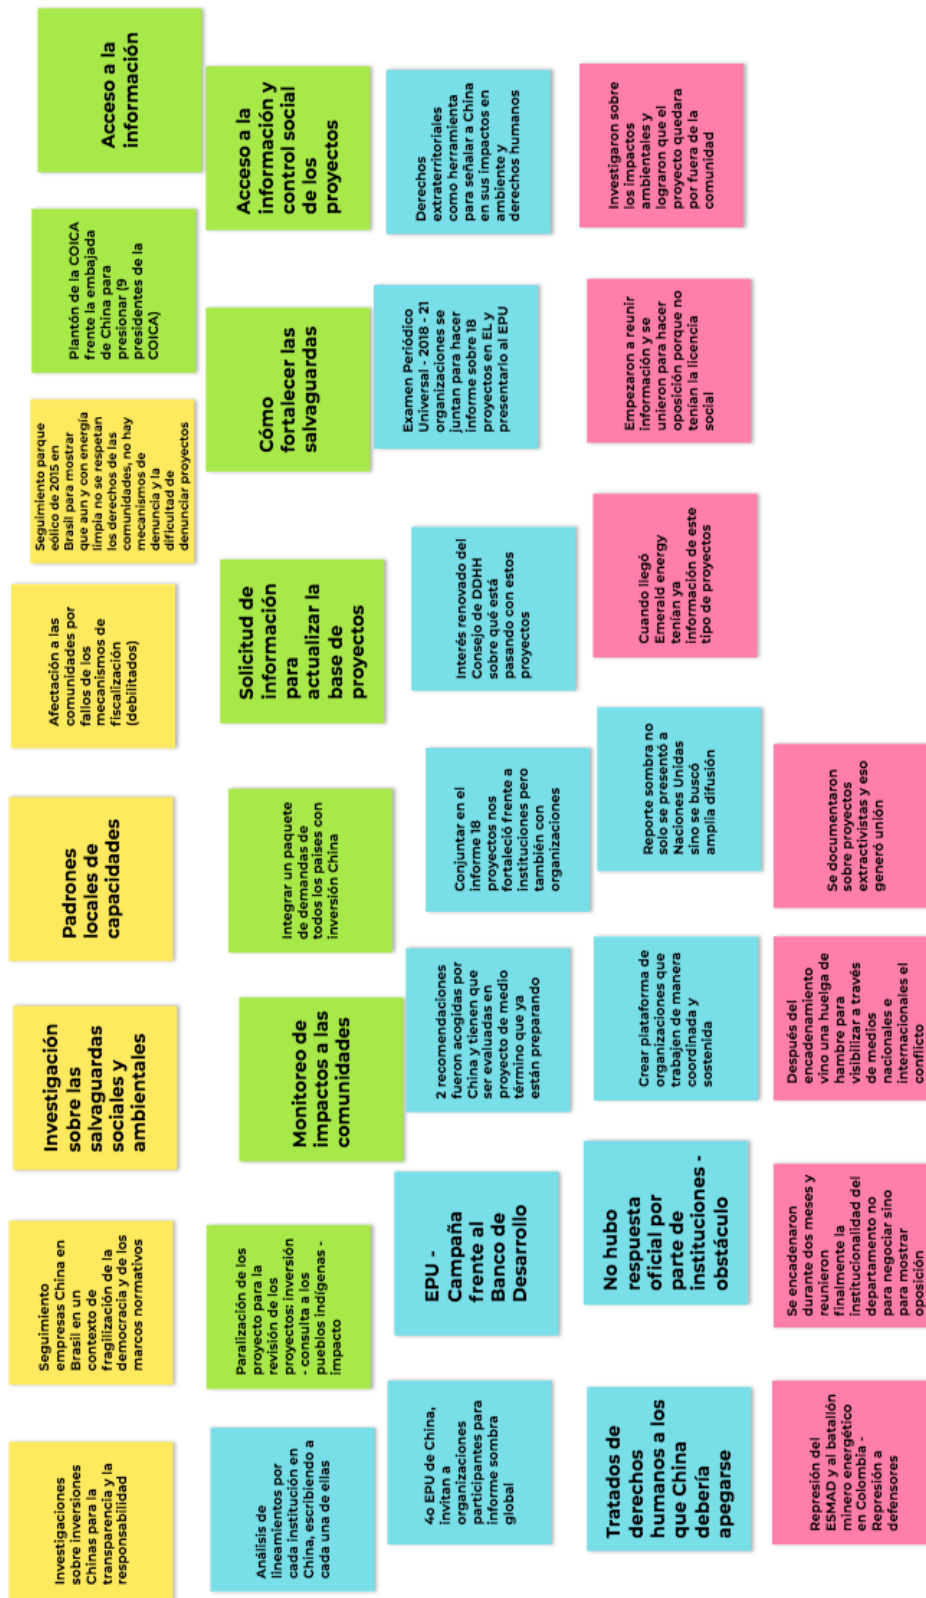 Investigaciones
sobre inversiones
Chinas para la
transparencia y la
responsabilidad
Seguimiento
empresas China en
Brasil en un
contexto de
fragilización de la
democracia y de los
marcos normativos
Investigación
sobre las
salvaguardas
sociales y
ambientales
Padrones
locales de
capacidades
Afectación a las
comunidades por
fallos de los
mecanismos de
fiscalización
(debilitados)
Seguimiento parque
eólico de 2015 en
Brasil para mostrar
que aun y con energía
limpia no se respetan
los derechos de las
comunidades, no hay
mecanismos de
denuncia y la
dificultad de
denunciar proyectos
Plantón de la COICA
frente la embajada
de China para
presionar (9
presidentes de la
COICA)
Acceso a la
información
Análisis de
lineamientos por
cada institución en
China, escribiendo a
cada una de ellas
Paralización de los
proyecto para la
revisión de los
proyectos: inversión
- consulta a los
pueblos indígenas -
impacto
Monitoreo de
impactos a las
comunidades
Integrar un paquete
de demandas de
todos los países con
inversión China
Solicitud de
información
para
actualizar la
base de
proyectos
Cómo
fortalecer las
salvaguardas
Acceso a la
información y
control social
de los
proyectos
4o EPU de China,
invitan a
organizaciones
participantes para
informe sombra
global
EPU -
Campaña
frente al
Banco de
Desarrollo
2 recomendaciones
fueron acogidas por
China y tienen que
ser evaluadas en
proyecto de medio
término que ya
están preparando
Conjuntar en el
informe 18
proyectos nos
fortaleció frente a
instituciones pero
también con
organizaciones
Interés renovado del
Consejo de DDHH
sobre qué está
pasando con estos
proyectos
Examen Periódico
Universal - 2018 - 21
organizaciones se
juntan para hacer
informe sobre 18
proyectos en EL y
presentarlo al EPU
Derechos
extraterritoriales
como herramienta
para señalar a China
en sus impactos en
ambiente y
derechos humanos
Tratados de
derechos
humanos a los
que China
debería
apegarse
No hubo
respuesta
oficial por
parte de
instituciones -
obstáculo
Crear plataforma de
organizaciones que
trabajen de manera
coordinada y
sostenida
Reporte sombra no
solo se presentó a
Naciones Unidas
sino se buscó
amplia difusión
Cuando llegó
Emerald energy
tenían ya
información de este
tipo de proyectos
Empezaron a reunir
información y se
unieron para hacer
oposición porque no
tenían la licencia
social
Investigaron sobre
los impactos
ambientales y
lograron que el
proyecto quedara
por fuera de la
comunidad
Represión del
ESMAD y al batallón
minero energético
en Colombia -
Represión a
defensores
Se encadenaron
durante dos meses y
reunieron
finalmente la
institucionalidad del
departamento no
para negociar sino
para mostrar
oposición
Después del
encadenamiento
vino una huelga de
hambre para
visibilizar a través
de medios
nacionales e
internacionales el
conflicto
Se documentaron
sobre proyectos
extractivistas y eso
generó unión